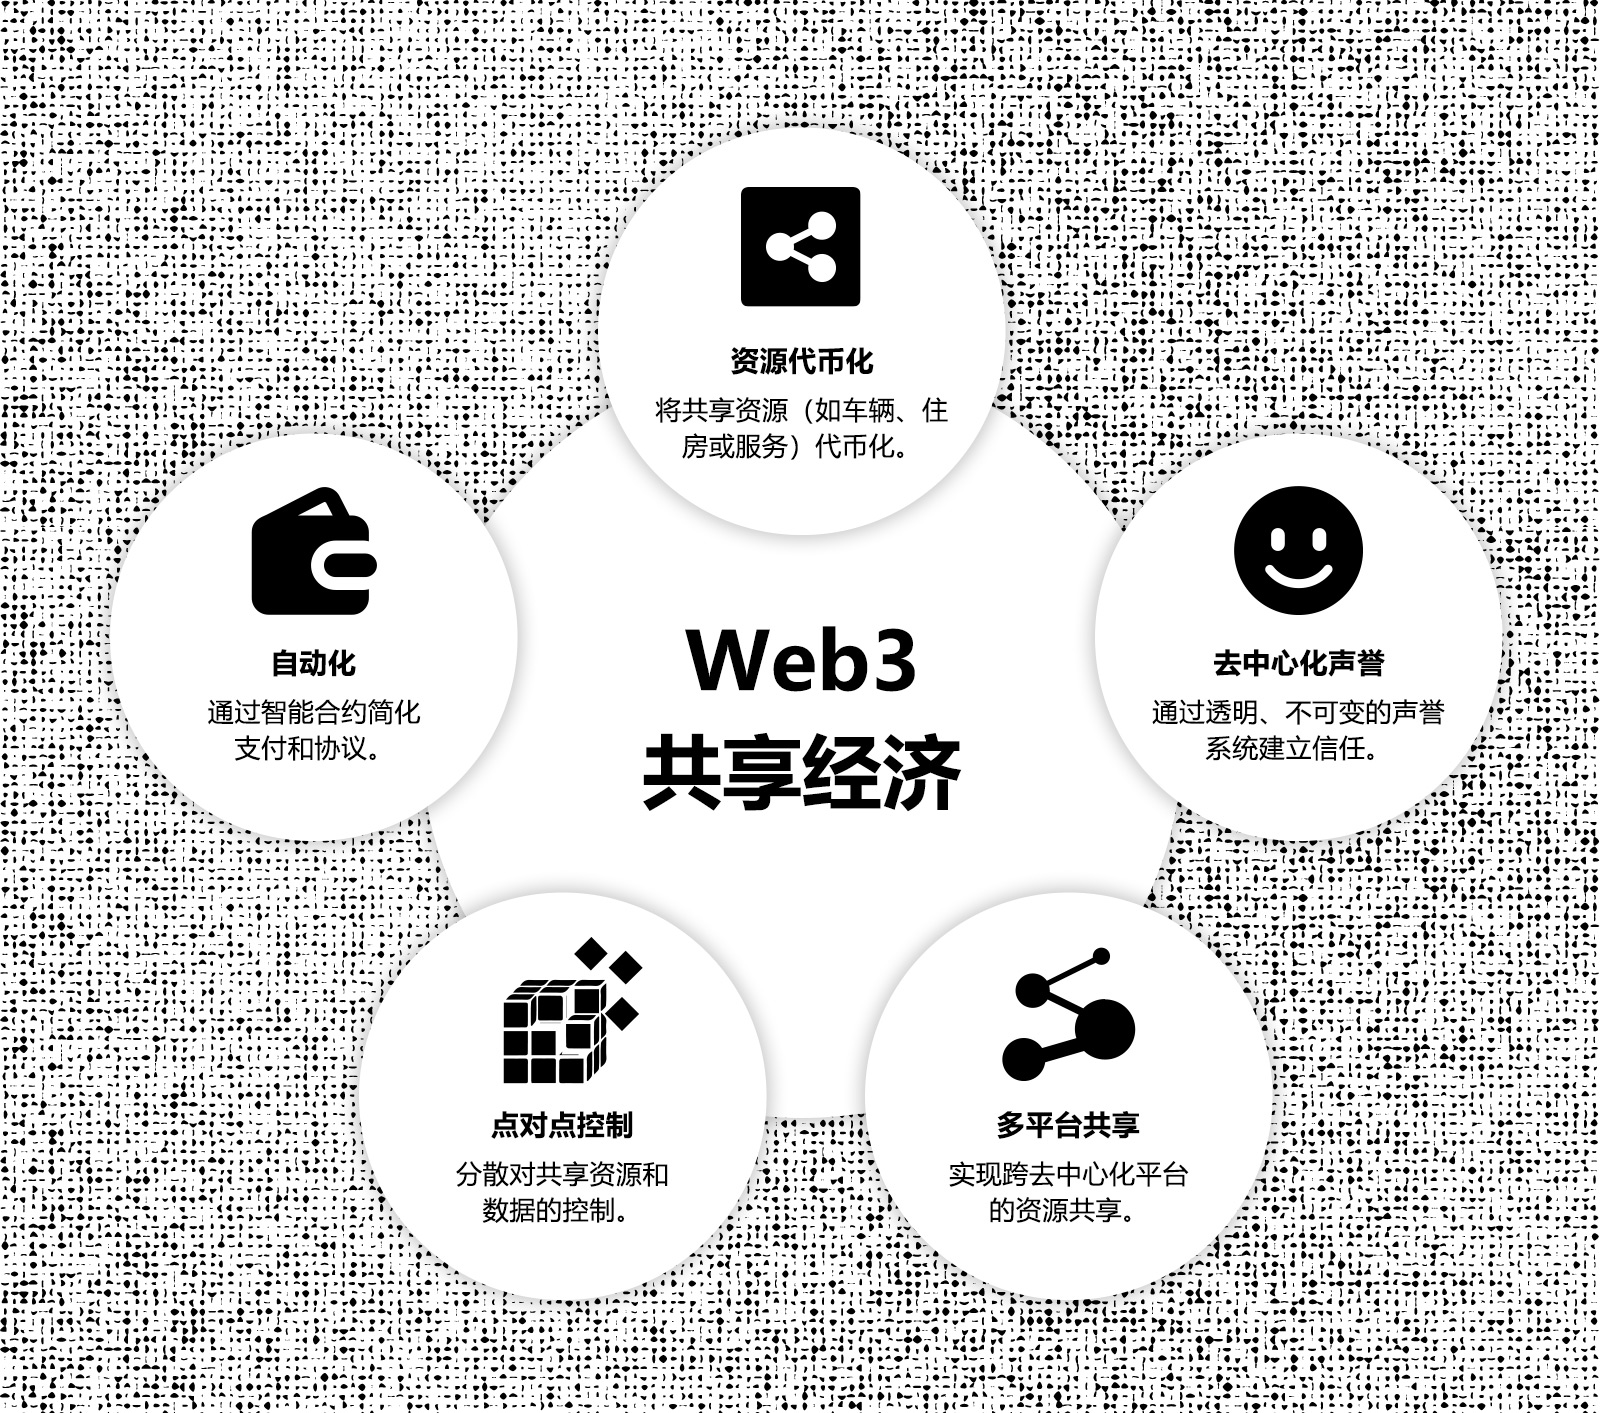 资源代币化
将共享资源（如车辆、住
房或服务）代币化。
自动化
通过智能合约简化
支付和协议。
Web3
共享经济
去中心化声誉
通过透明、不可变的声誉
系统建立信任。
点对点控制
分散对共享资源和
数据的控制。
多平台共享
实现跨去中心化平台
的资源共享。